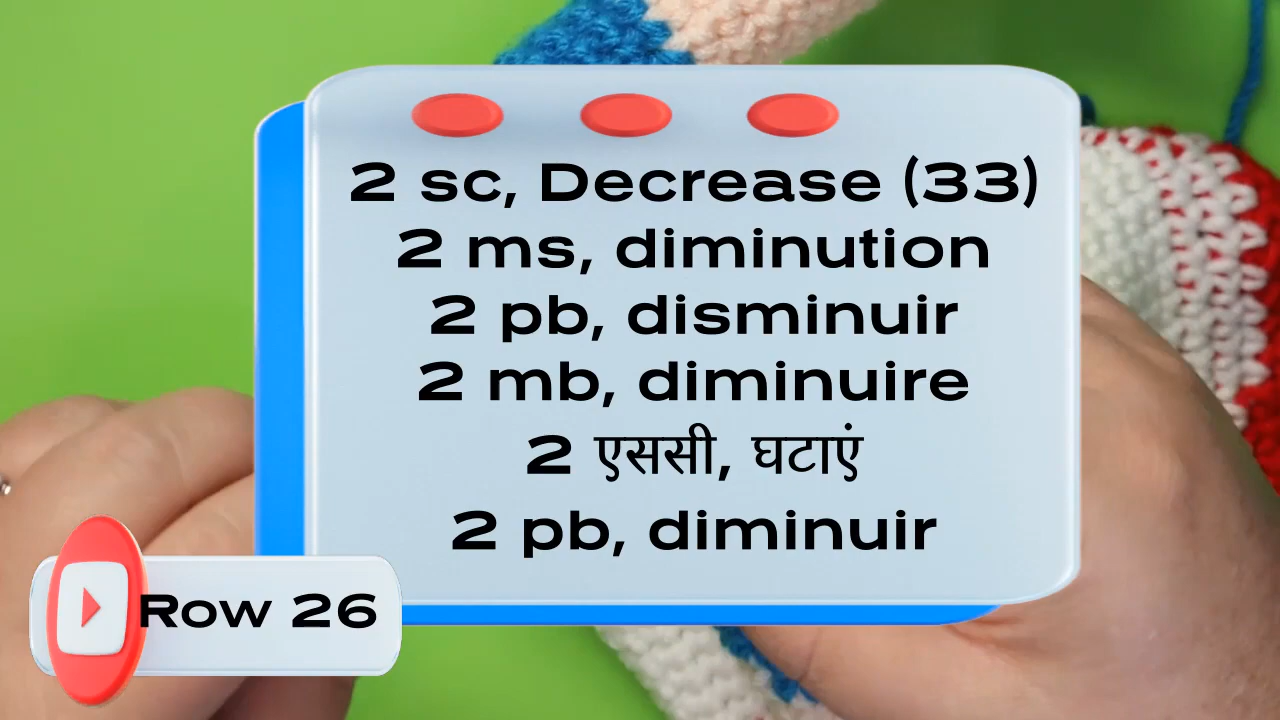 2 sc, Decrease (33)
2 ms, diminution
2 pb, disminuir
2 mb, diminuire
2 एससी, घटाएं
2 pb, diminuir
Row 26